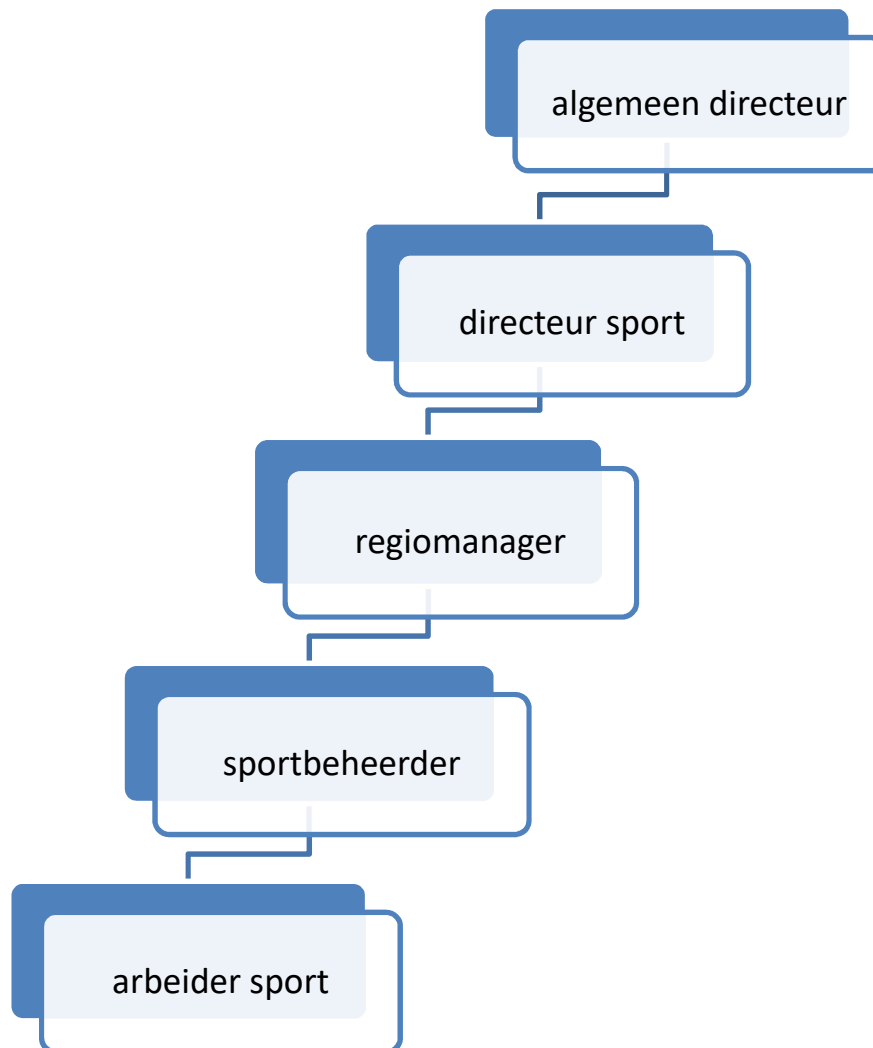 algemeen directeur
directeur sport
regiomanager
sportbeheerder
arbeider sport